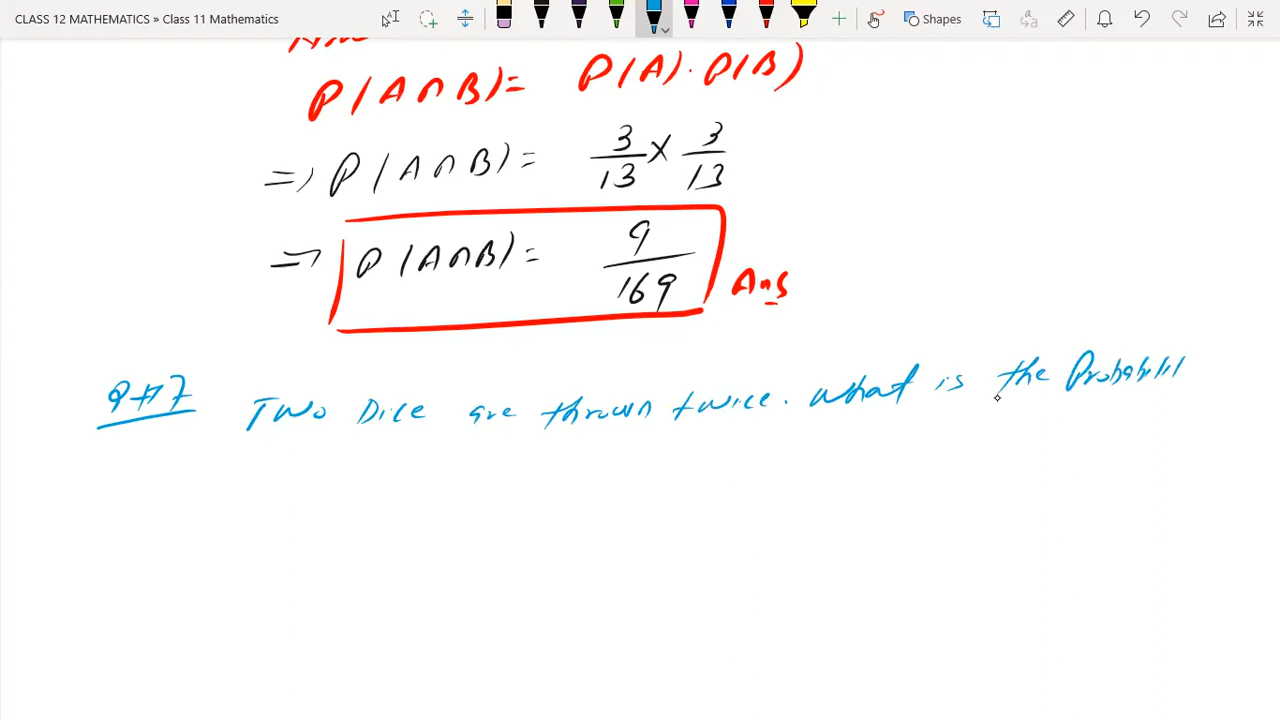 CLASS 12 MATHEMATICS » Class 11 Mathematics
Shapes
P(A∩B)= P(A).P(B)
=> P(A∩B)= 3/13 × 3/13
=> P(A∩B)= 9/169 Ans
Q#7 Two Dice are thrown twice. What is the Probabilit